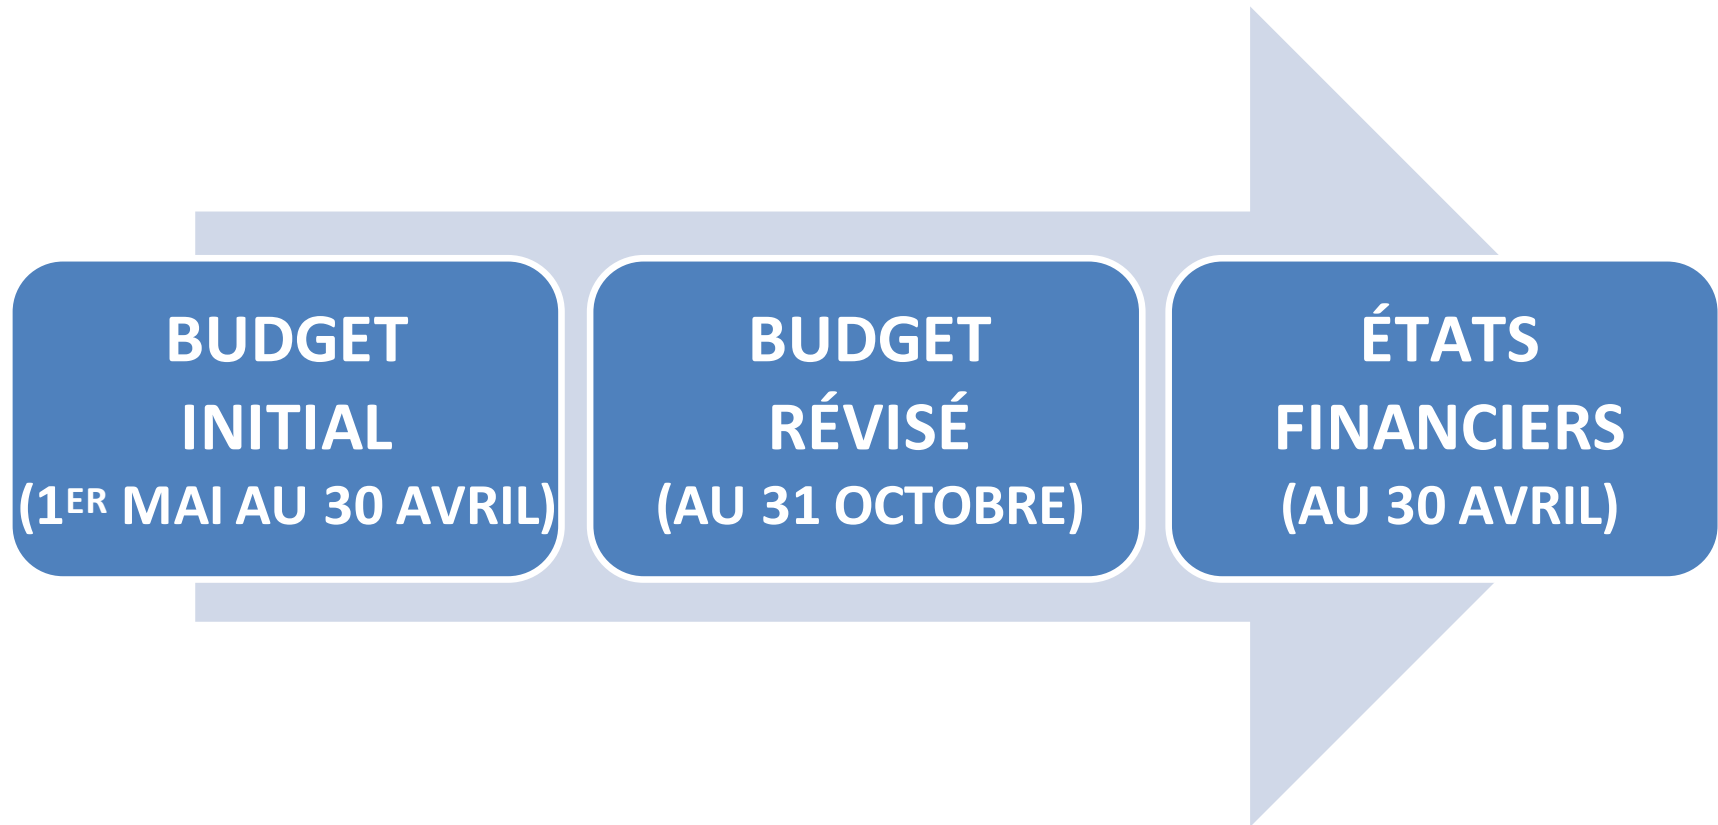 BUDGET
INITIAL
(1ER MAI AU 30 AVRIL)
BUDGET
RÉVISÉ
(AU 31 OCTOBRE)
ÉTATS
FINANCIERS
(AU 30 AVRIL)